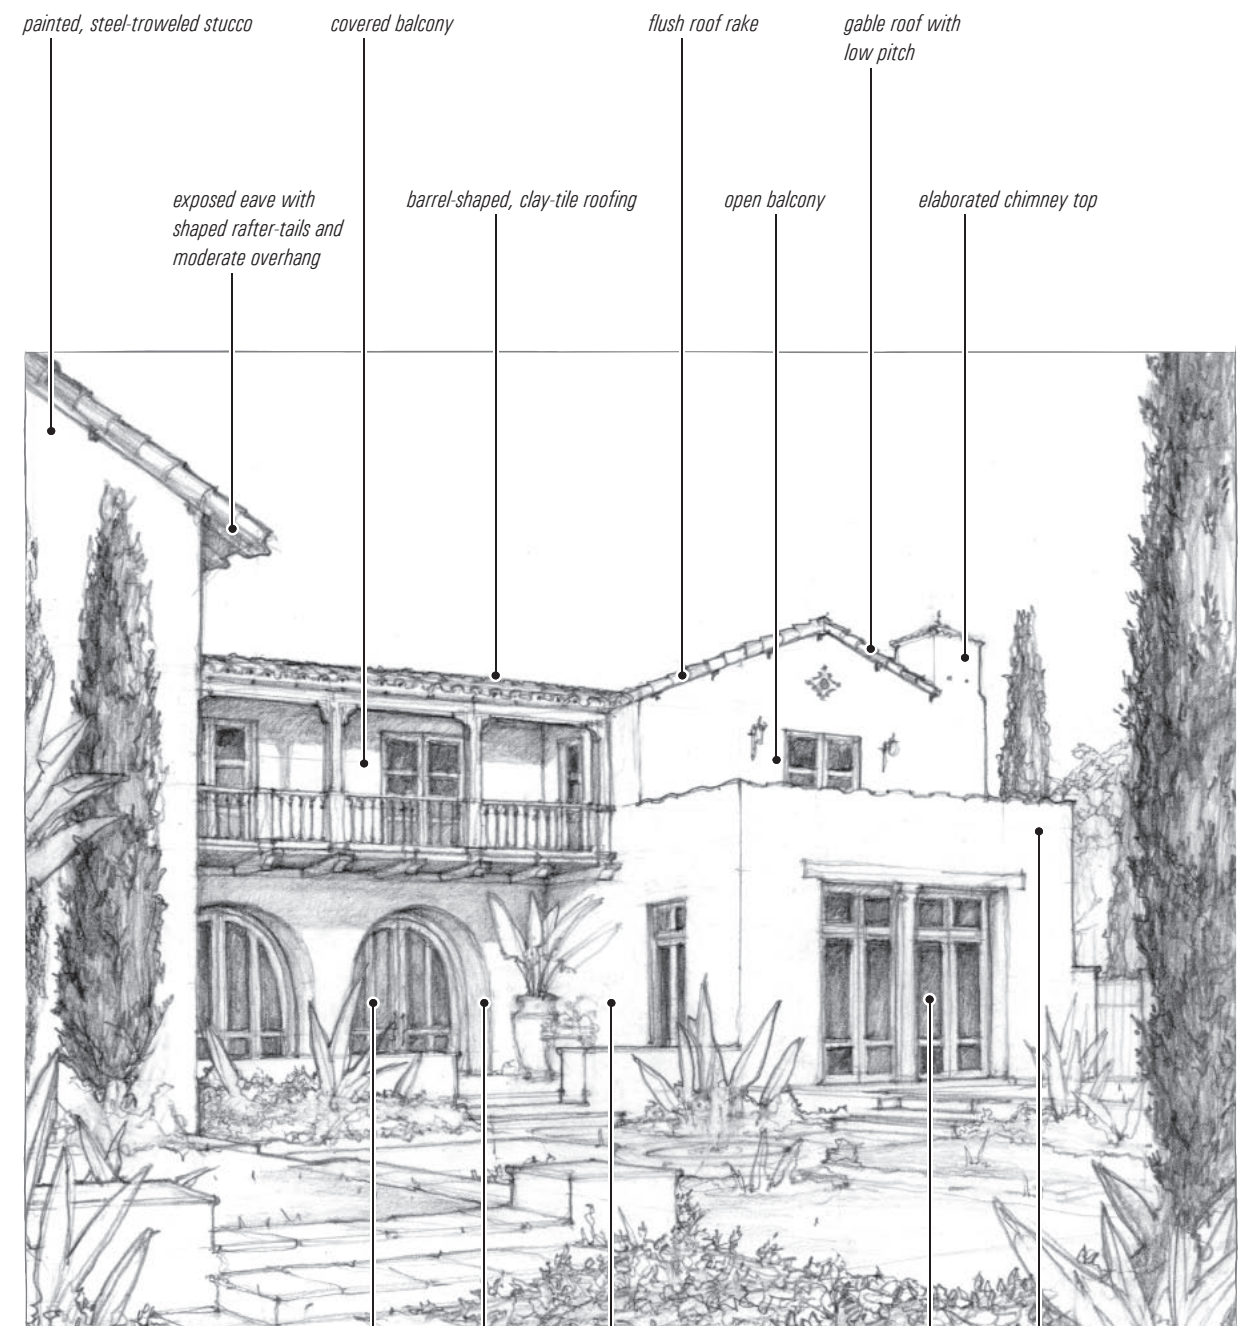 painted, steel-troweled stucco
covered balcony
flush roof rake
gable roof with
low pitch
exposed eave with
shaped rafter-tails and
moderate overhang
barrel-shaped, clay-tile roofing
open balcony
elaborated chimney top